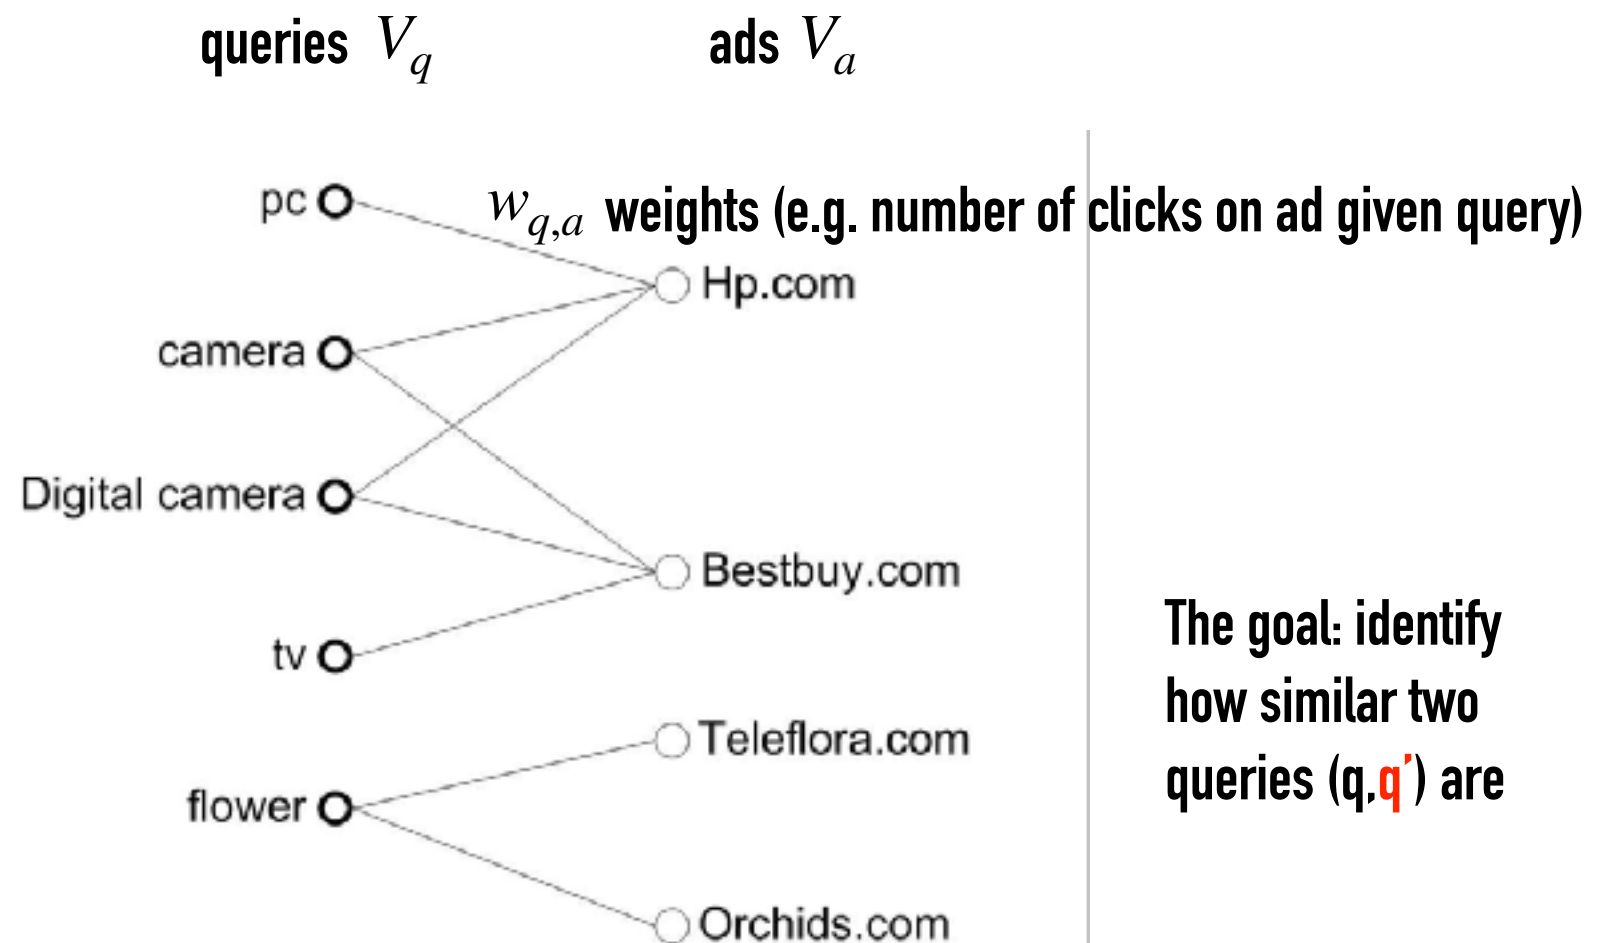 queries V_q ads V_a
pc
w_{q,a} weights (e.g. number of clicks on ad given query)
Hp.com
camera
Digital camera
Bestbuy.com
tv
The goal: identify
how similar two
queries (q,q') are
Teleflora.com
flower
Orchids.com